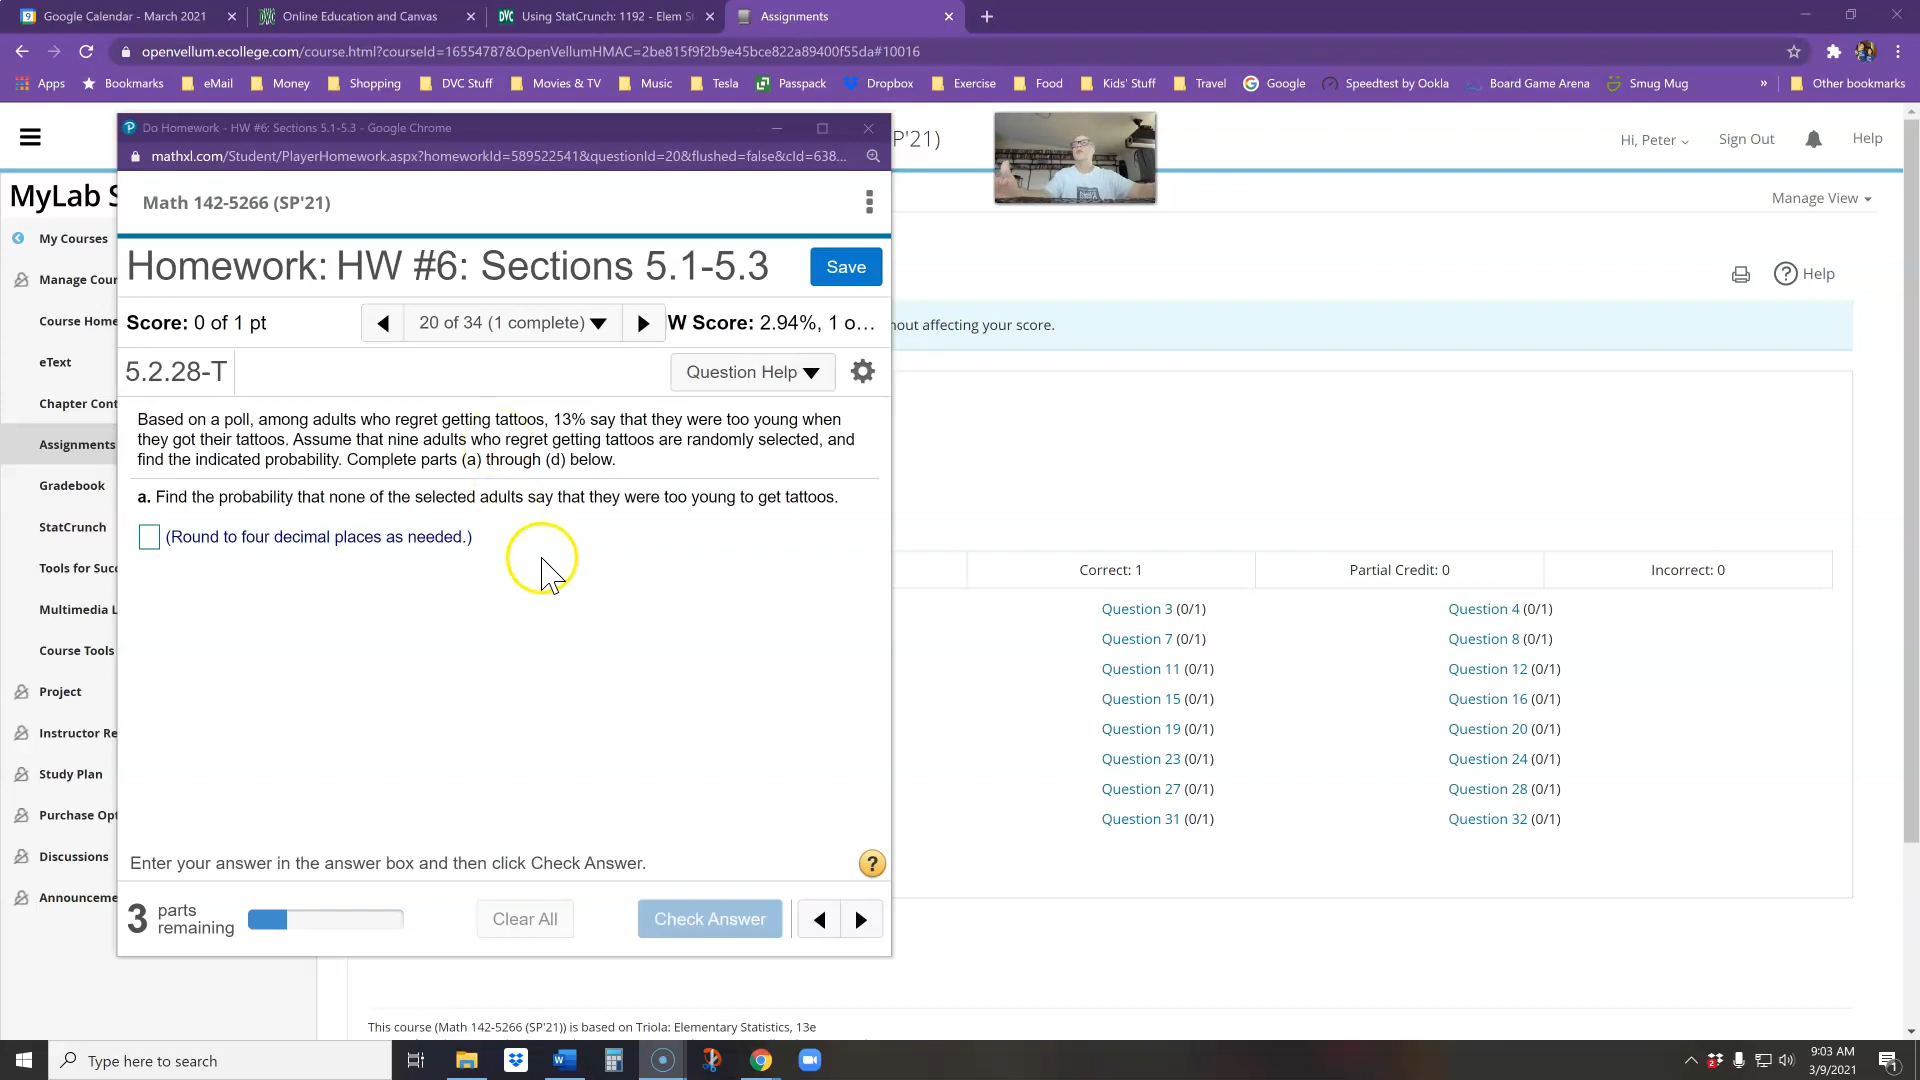 Google Calendar - March 2021
Online Education and Canvas
DVC
Using StatCrunch: 1192 - Elem S
Assignments
openvellum.ecollege.com/course.html?courseId=16554787&OpenVellumHMAC=2be815f9f2b9e45bce822a89400f55da#10016
Apps
Bookmarks
eMail
Money
Shopping
DVC Stuff
Movies & TV
Music
Tesla
Passpack
Dropbox
Exercise
Food
Kids' Stuff
Travel
Google
Speedtest by Ookla
Board Game Arena
Smug Mug
»
Other bookmarks
Do Homework - HW #6: Sections 5.1-5.3 - Google Chrome
P'21)
Hi, Peter
Sign Out
Help
mathxl.com/Student/PlayerHomework.aspx?homeworkId=589522541&questionId=20&flushed=false&cId=638...
MyLab S
Manage View
Math 142-5266 (SP'21)
My Courses
Manage Cour
Course Home
eText
Chapter Cont
Assignments
Gradebook
StatCrunch
Tools for Succ
Multimedia L
Course Tools
Project
Instructor Re
Study Plan
Purchase Opt
Discussions
Announceme
Homework: HW #6: Sections 5.1-5.3
Save
Score: 0 of 1 pt
20 of 34 (1 complete)
W Score: 2.94%, 1 o...
5.2.28-T
Question Help
Based on a poll, among adults who regret getting tattoos, 13% say that they were too young when
they got their tattoos. Assume that nine adults who regret getting tattoos are randomly selected, and
find the indicated probability. Complete parts (a) through (d) below.
a. Find the probability that none of the selected adults say that they were too young to get tattoos.
(Round to four decimal places as needed.)
Enter your answer in the answer box and then click Check Answer.
?
3 parts
remaining
Clear All
Check Answer
? Help
hout affecting your score.
Correct: 1
Partial Credit: 0
Incorrect: 0
Question 3 (0/1)
Question 4 (0/1)
Question 7 (0/1)
Question 8 (0/1)
Question 11 (0/1)
Question 12 (0/1)
Question 15 (0/1)
Question 16 (0/1)
Question 19 (0/1)
Question 20 (0/1)
Question 23 (0/1)
Question 24 (0/1)
Question 27 (0/1)
Question 28 (0/1)
Question 31 (0/1)
Question 32 (0/1)
This course (Math 142-5266 (SP'21)) is based on Triola: Elementary Statistics, 13e
Type here to search
9:03 AM
3/9/2021